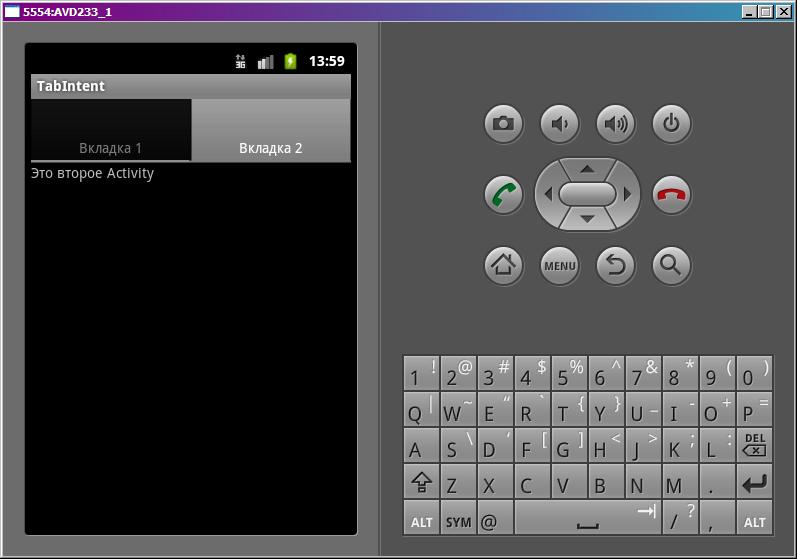 5554:AVD233_1
3G 13:59
TabIntent
Вкладка 1 Вкладка 2
Это второе Activity
MENU
1 ! 2 @ 3 # 4 $ 5 % 6 ^ 7 & 8 * 9 ( 0 )
Q | W ~ E “ R ` T { Y } U _ I - O + P =
A S \ D ‘ F [ G ] H < J > K ; L : DEL
Z X C V B N M .
ALT SYM @ / ? , ALT